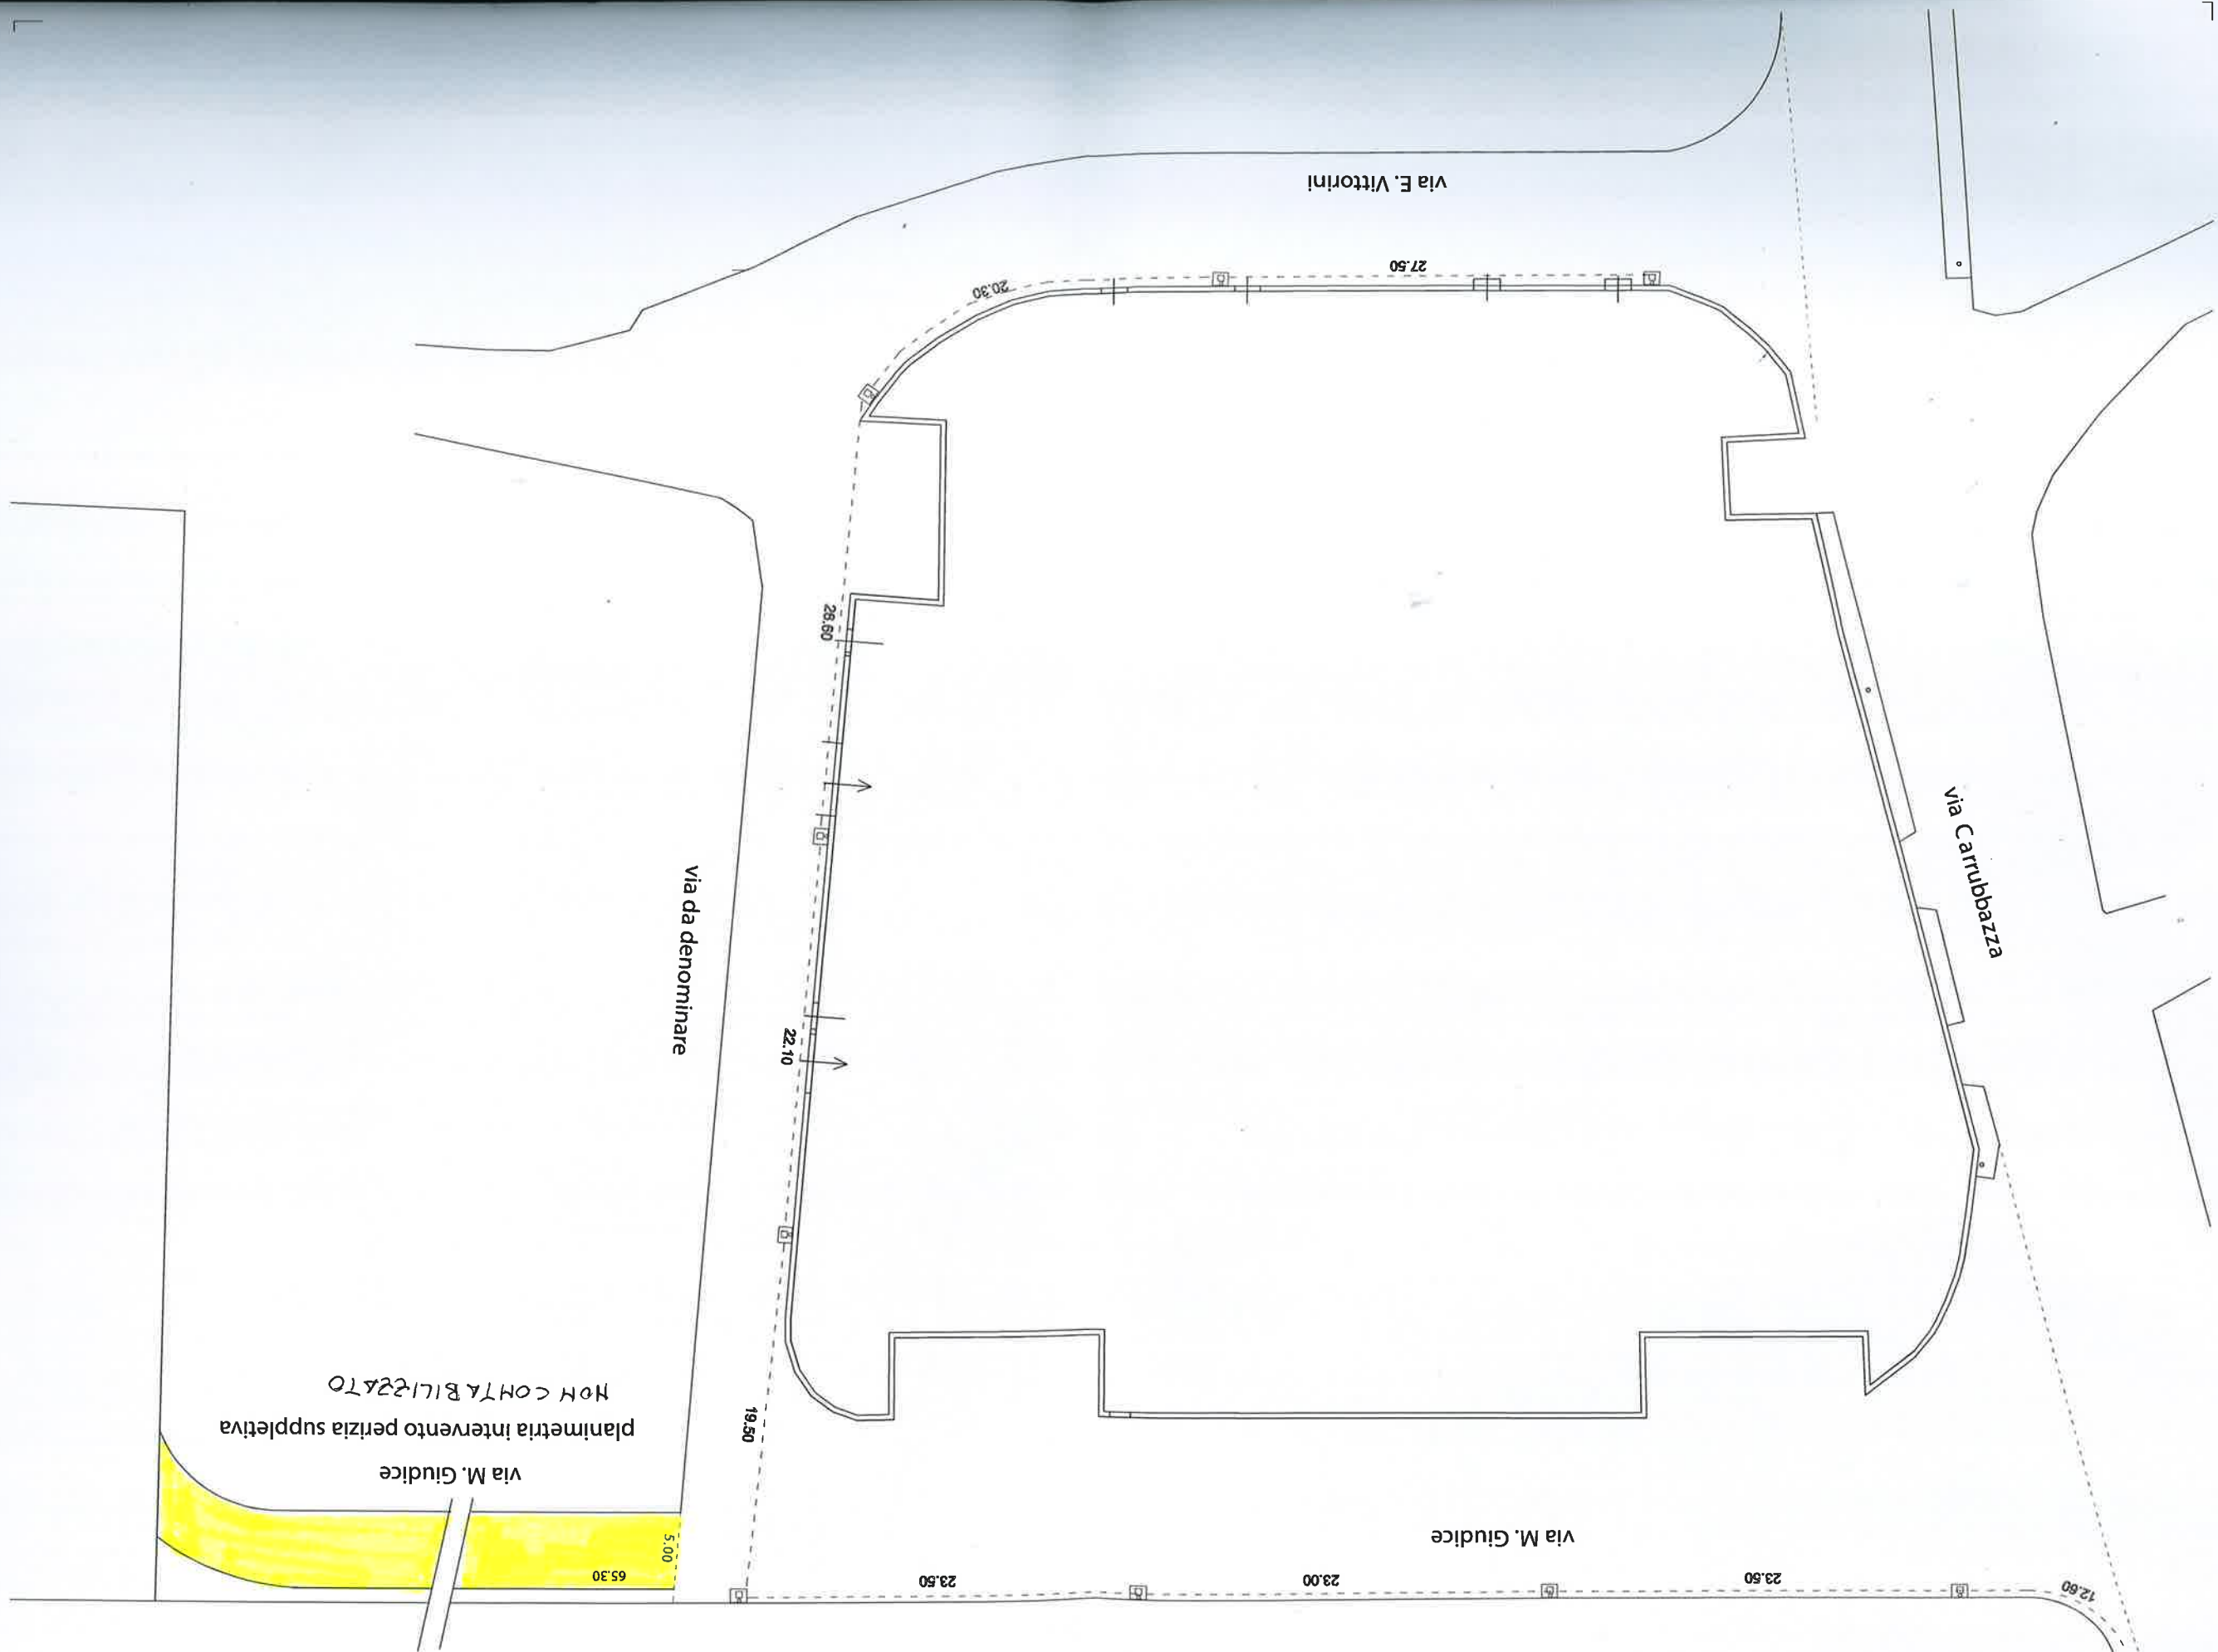 12.60
23.50
23.00
23.50
65.30
5.00
via M. Giudice
via M. Giudice
planimetria intervento perizia suppletiva
NON CONTABILIZZATO
19.50
22.10
via da denominare
via Carrubbazza
28.60
20.30
27.50
via E. Vittorini